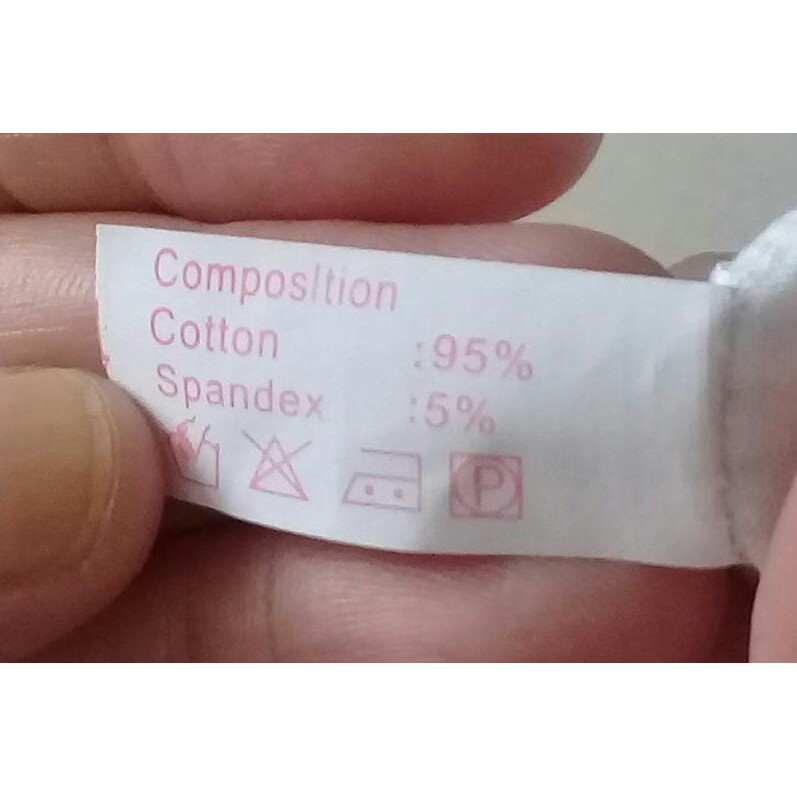 Composition
Cotton :95%
Spandex :5%
P